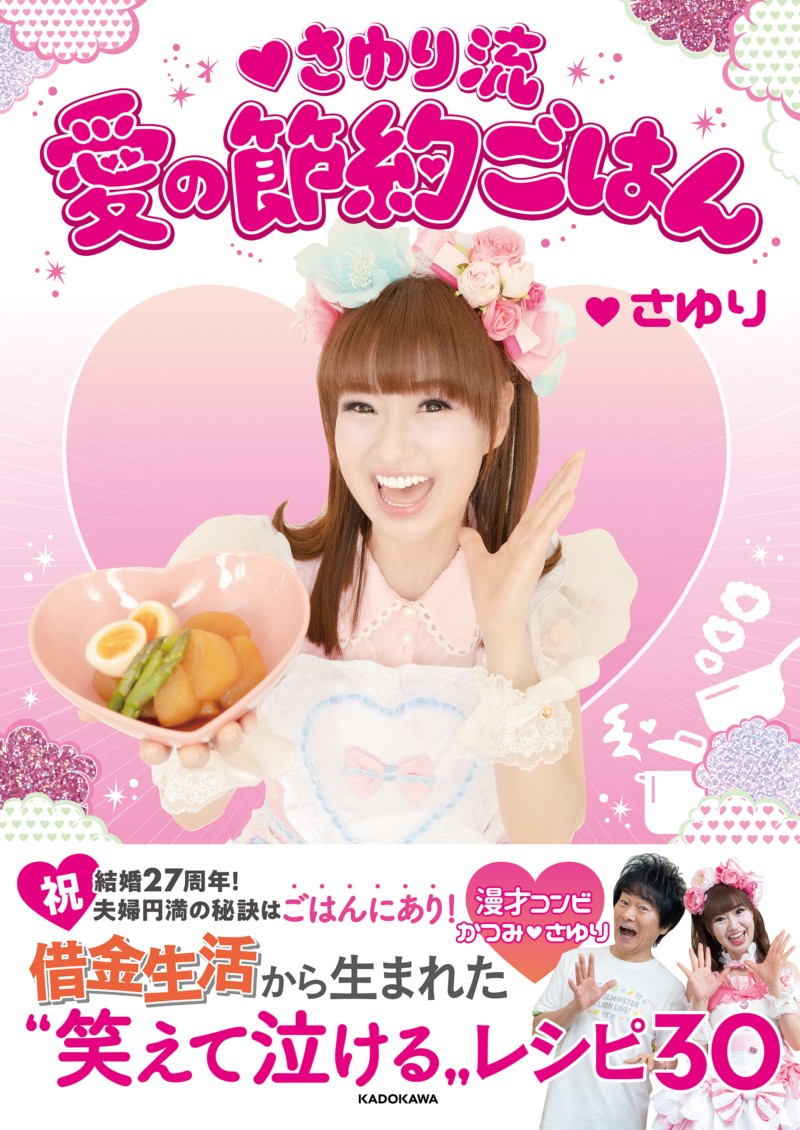 ♥さゆり流
愛の節約ごはん
♥さゆり
祝
結婚27周年!
夫婦円満の秘訣はごはんにあり!
漫才コンビ
かつみ♥さゆり
借金生活から生まれた
“笑えて泣ける„レシピ30
KADOKAWA